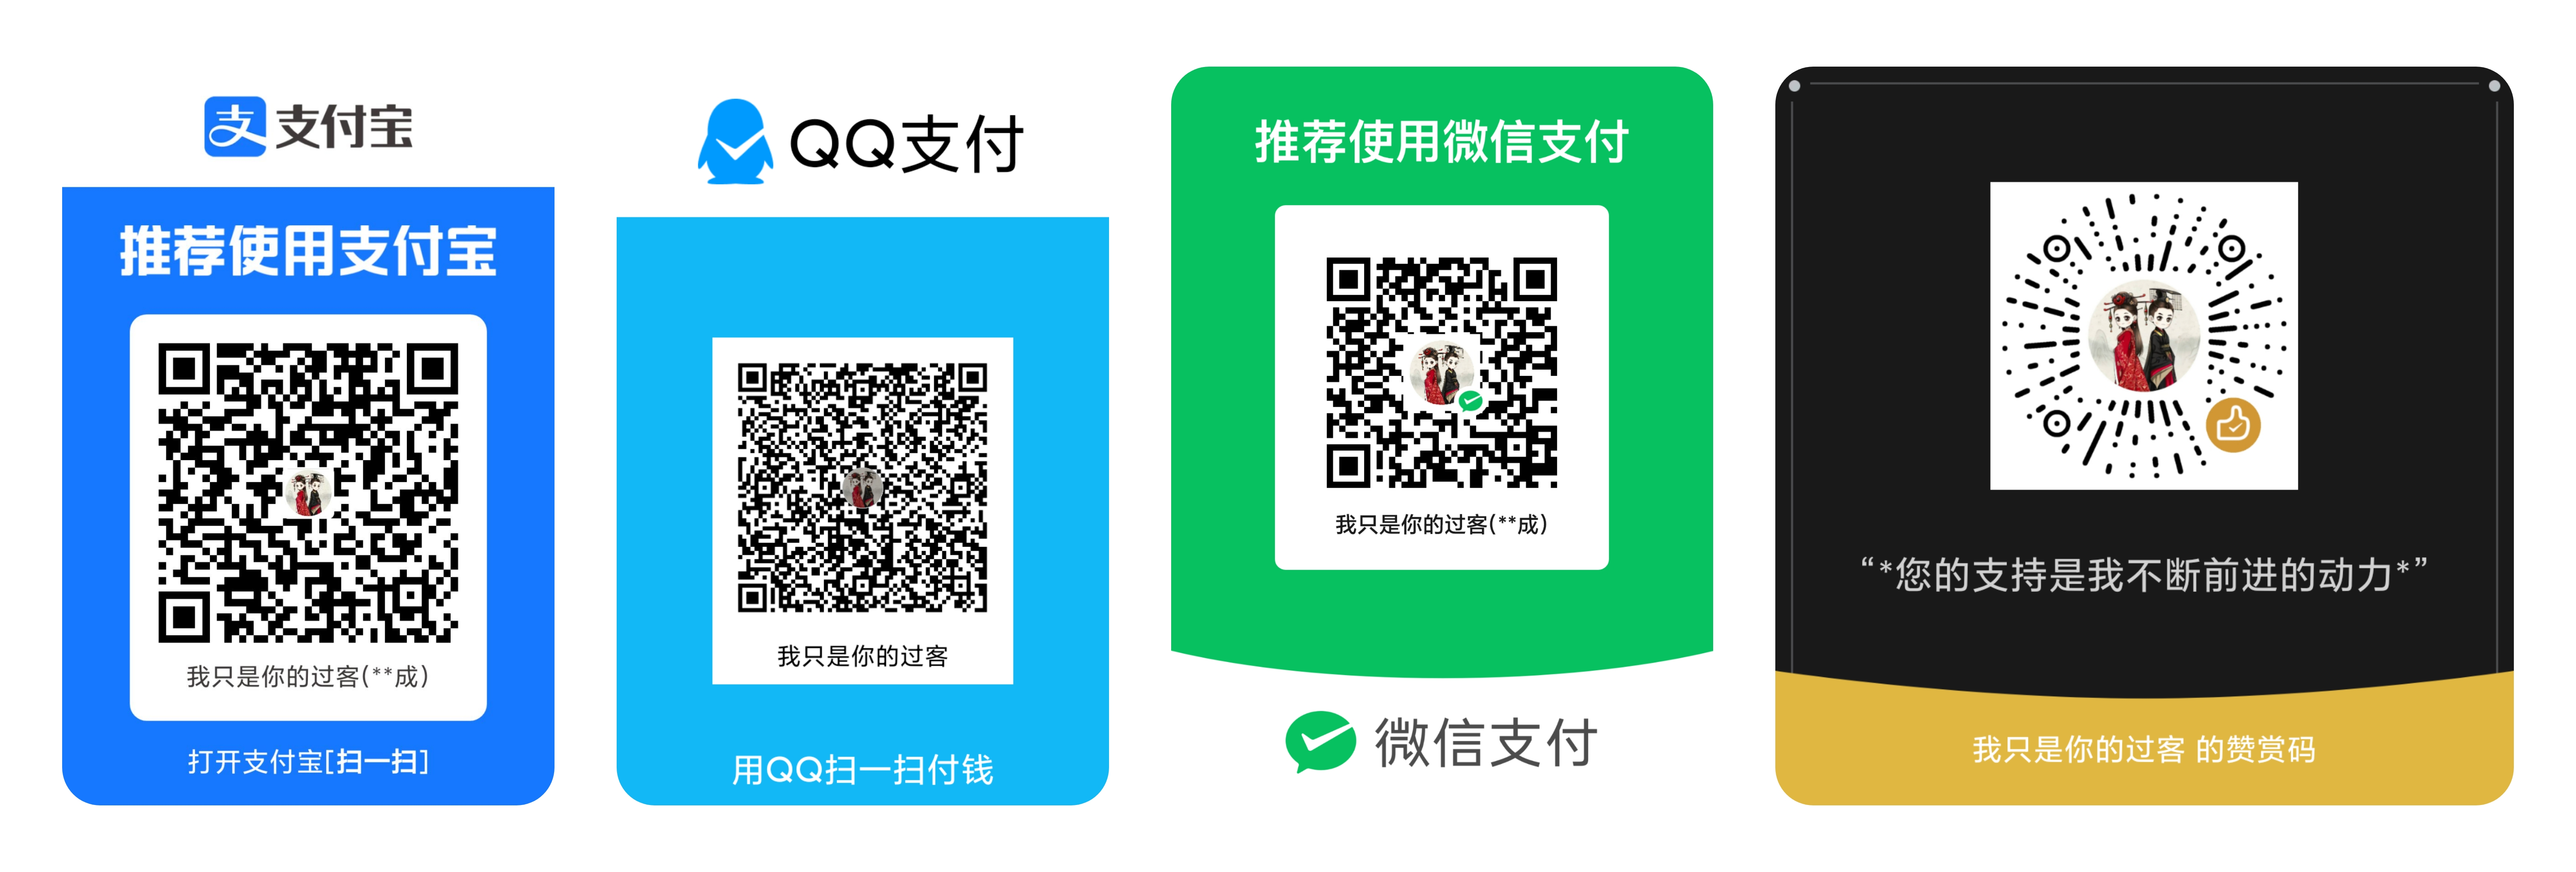 支付宝
推荐使用支付宝
我只是你的过客(**成)
打开支付宝[扫一扫]
QQ支付
我只是你的过客
用QQ扫一扫付钱
推荐使用微信支付
我只是你的过客(**成)
微信支付
“*您的支持是我不断前进的动力*”
我只是你的过客 的赞赏码